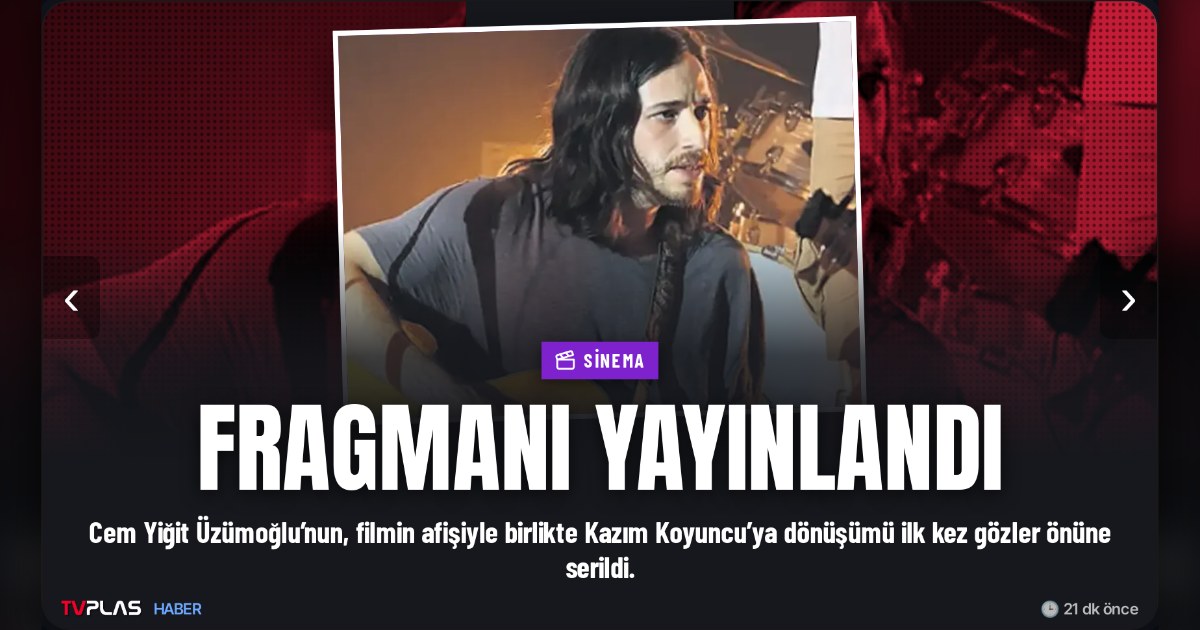 SİNEMA
FRAGMANI YAYINLANDI
Cem Yiğit Üzümoğlu’nun, filmin afişiyle birlikte Kazım Koyuncu’ya dönüşümü ilk kez gözler önüne
serildi.
TVPLAS HABER
21 dk önce